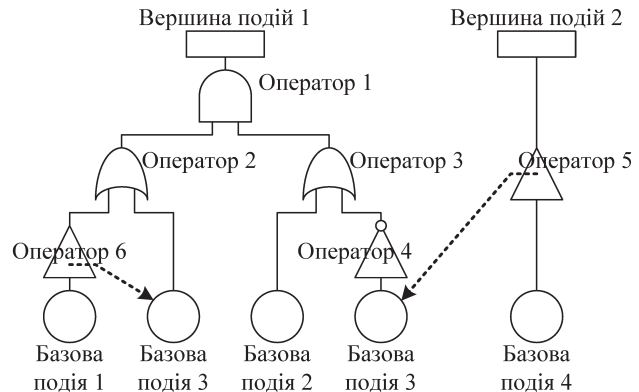 Вершина подій 1
Вершина подій 2
Оператор 1
Оператор 2
Оператор 3
Оператор 5
Оператор 6
Оператор 4
Базова подія 1
Базова подія 3
Базова подія 2
Базова подія 3
Базова подія 4